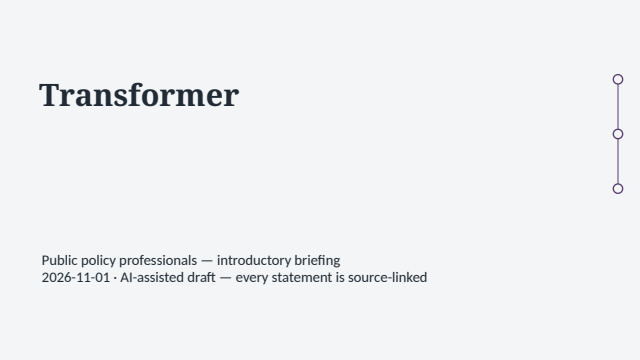 Transformer
Public policy professionals — introductory briefing
2026-11-01 · AI-assisted draft — every statement is source-linked